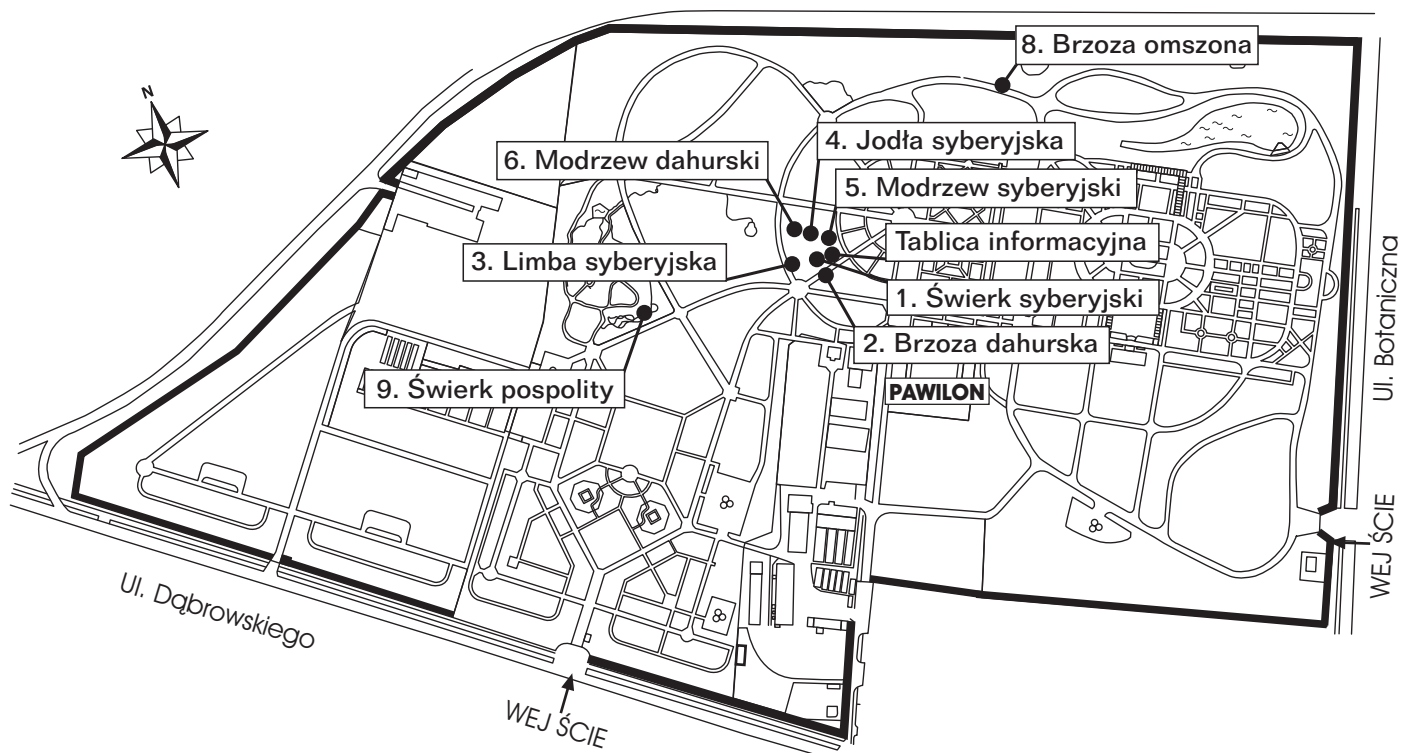 8. Brzoza omszona
N
4. Jodła syberyjska
6. Modrzew dahurski
5. Modrzew syberyjski
Tablica informacyjna
3. Limba syberyjska
1. Świerk syberyjski
2. Brzoza dahurska
9. Świerk pospolity
PAWILON
Ul. Botaniczna
WEJ ŚCIE
Ul. Dąbrowskiego
WEJ ŚCIE